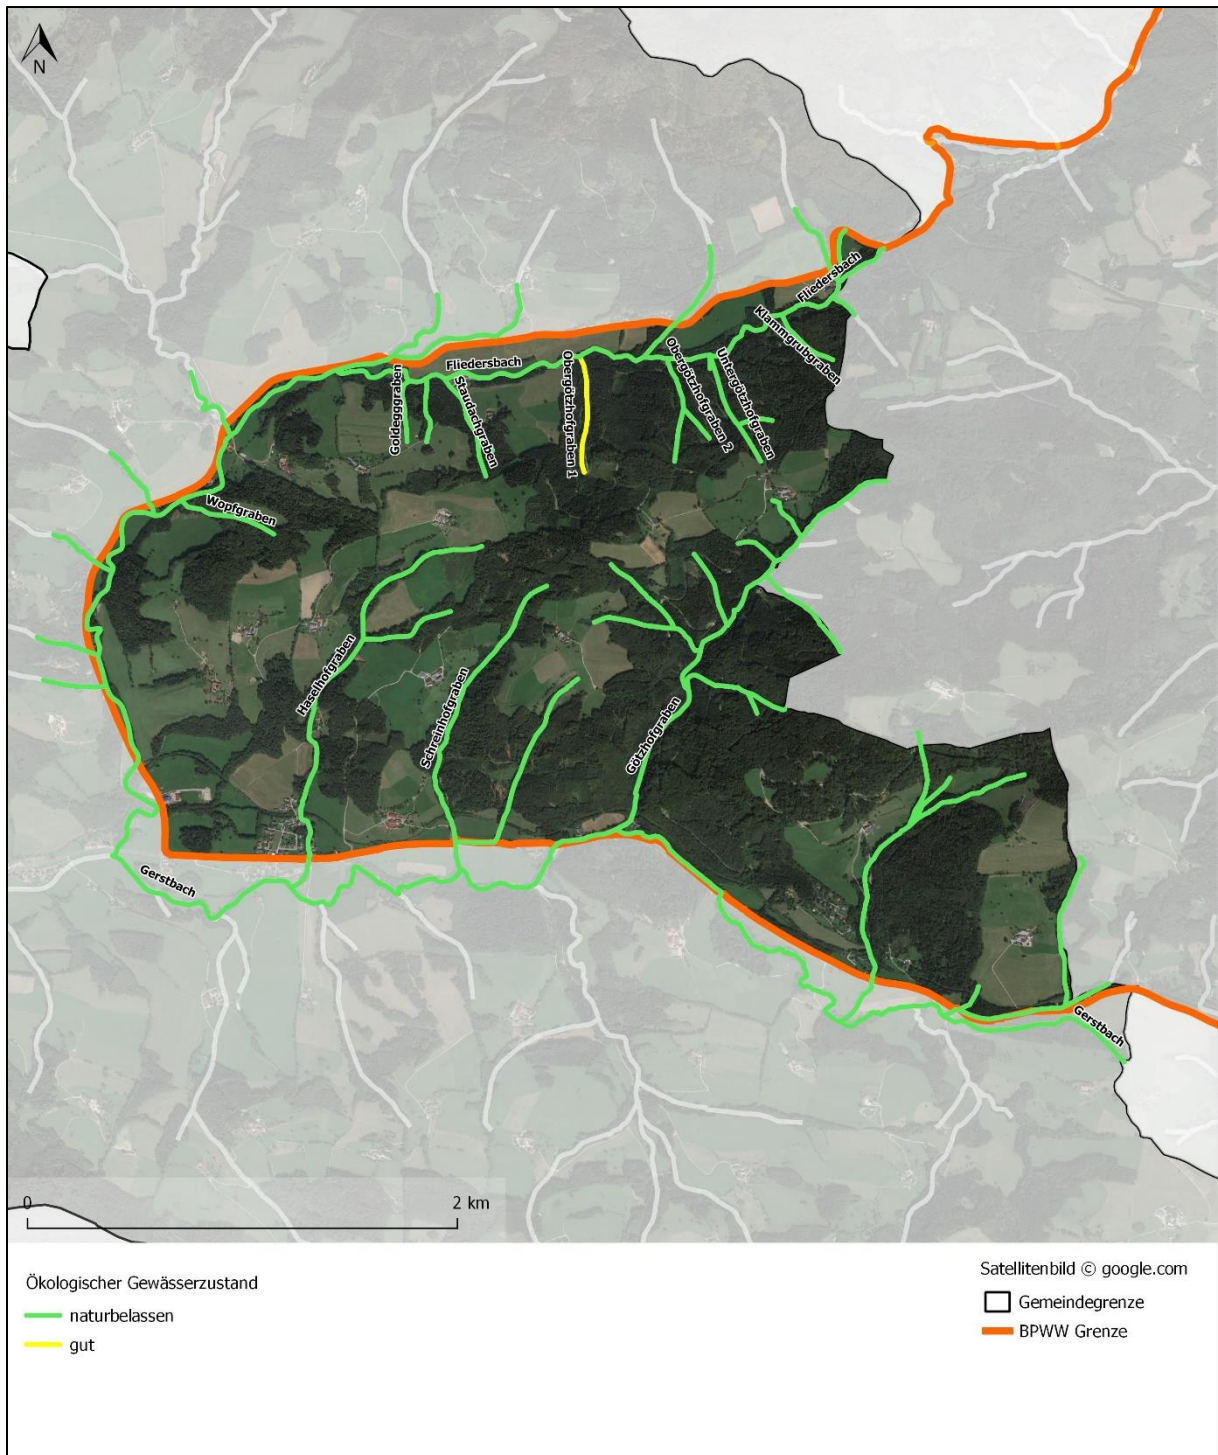 N
Fliedersbach
Klammgrubgraben
Fliedersbach
Obergötzhofgraben 1
Obergötzhofgraben 2
Untergötzhofgraben
Goldegggraben
Staudachgraben
Wopfgraben
Haselhofgraben
Schreinhofgraben
Götzhofgraben
Gerstbach
Gerstbach
0
2 km
Ökologischer Gewässerzustand
naturbelassen
gut
Satellitenbild © google.com
Gemeindegrenze
BPWW Grenze